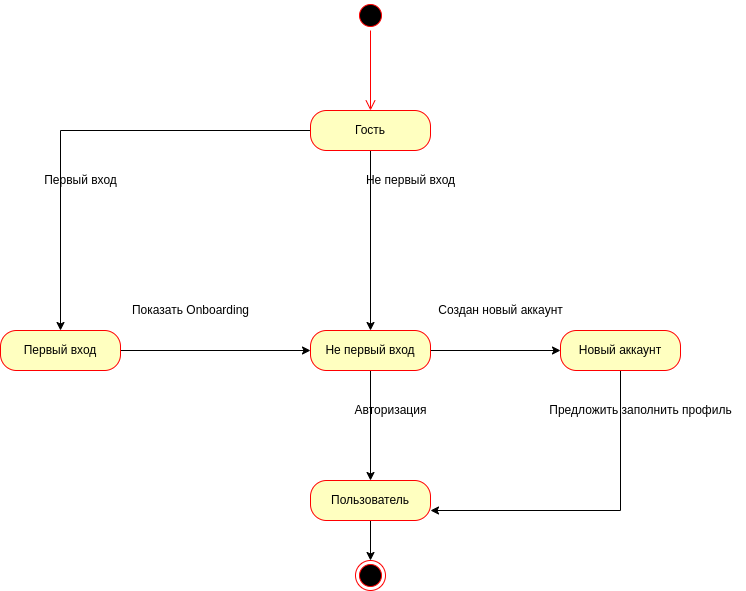 Гость
Первый вход
Не первый вход
Показать Onboarding
Создан новый аккаунт
Первый вход
Не первый вход
Новый аккаунт
Авторизация
Предложить заполнить профиль
Пользователь